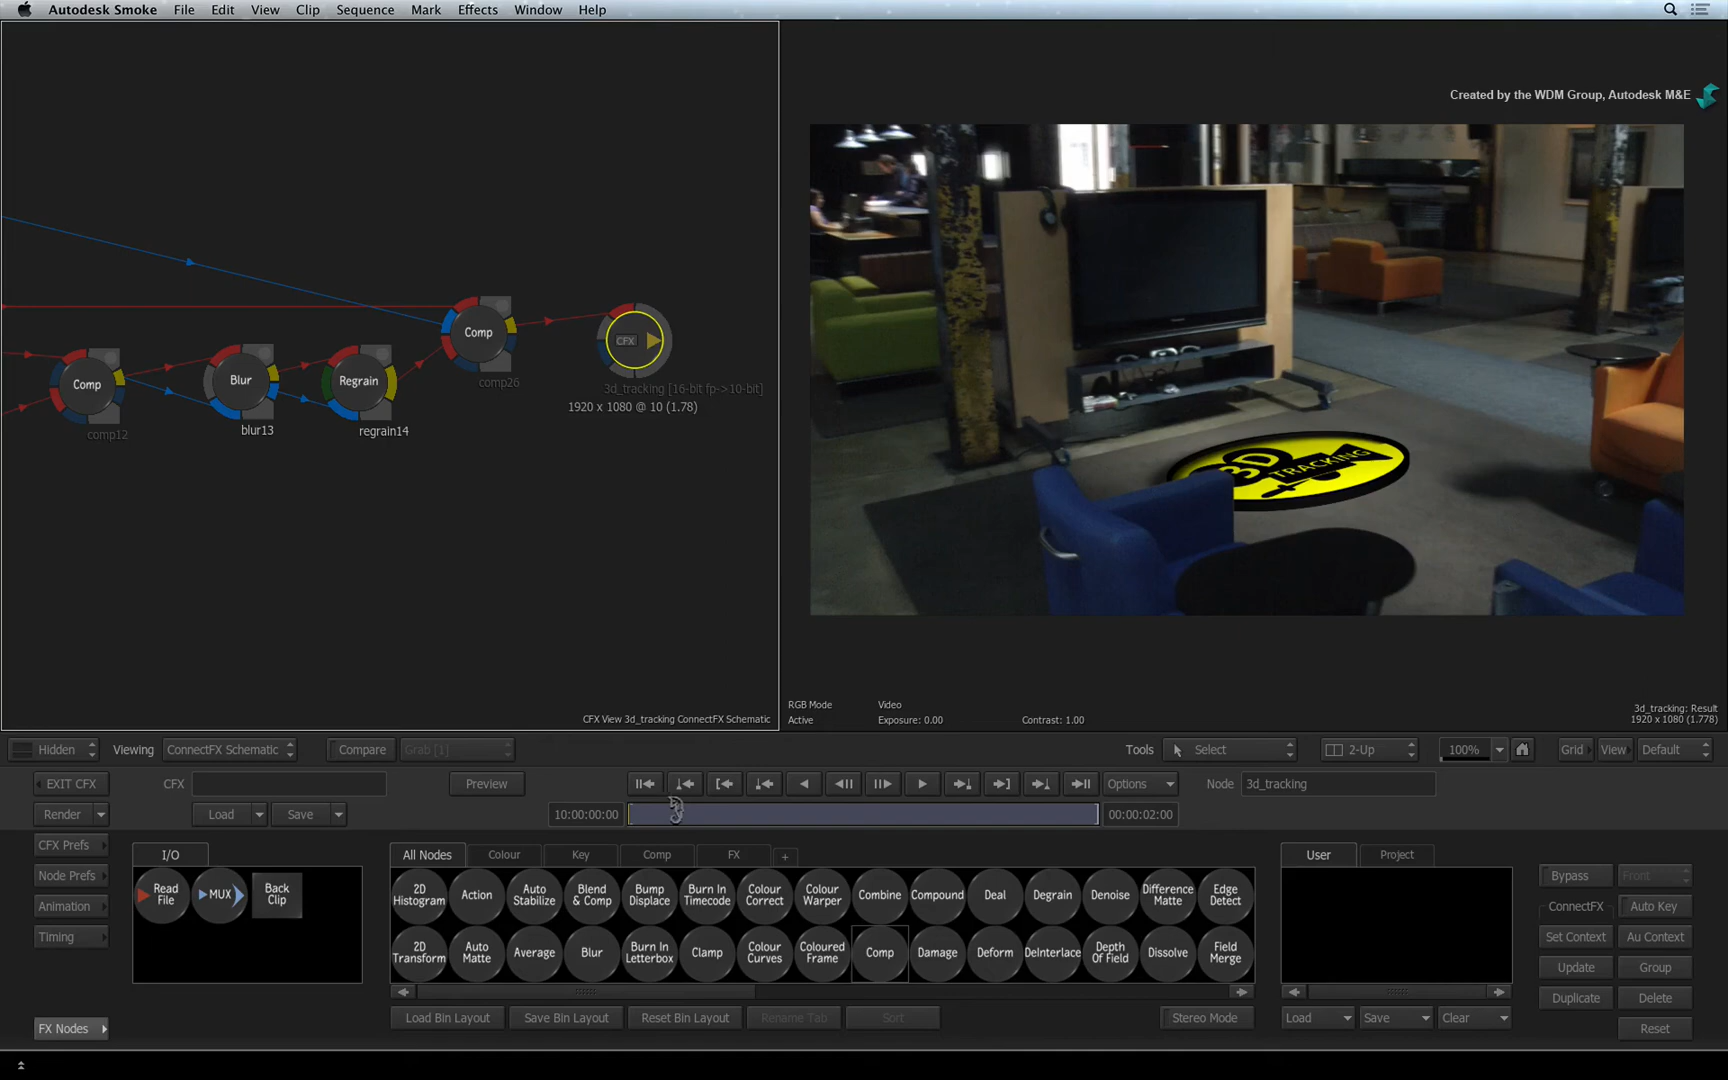 Autodesk Smoke File Edit View Clip Sequence Mark Effects Window Help
Created by the WDM Group, Autodesk M&E
Comp
comp26
CFX
3d_tracking [16-bit fp->10-bit]
1920 x 1080 @ 10 (1.78)
Comp
comp12
Blur
blur13
Regrain
regrain14
3D
TRACKING
CFX View 3d_tracking ConnectFX Schematic
RGB Mode Video
Active Exposure: 0.00 Contrast: 1.00
3d_tracking: Result
1920 x 1080 (1.778)
Hidden Viewing ConnectFX Schematic Compare Grab [1] Tools Select 2-Up 100% Grid View Default
EXIT CFX CFX Preview Options Node 3d_tracking
Render Load Save 10:00:00:00 00:00:02:00
CFX Prefs
Node Prefs
Animation
Timing
FX Nodes
I/O
Read File MUX Back Clip
All Nodes Colour Key Comp FX +
2D Histogram Action Auto Stabilize Blend & Comp Bump Displace Burn In Timecode Colour Correct Colour Warper Combine Compound Deal Degrain Denoise Difference Matte Edge Detect
2D Transform Auto Matte Average Blur Burn In Letterbox Clamp Colour Curves Coloured Frame Comp Damage Deform DeInterlace Depth Of Field Dissolve Field Merge
Load Bin Layout Save Bin Layout Reset Bin Layout Rename Tab Sort Stereo Mode
User Project
Load Save Clear
Bypass Front
ConnectFX Auto Key
Set Context Au Context
Update Group
Duplicate Delete
Reset